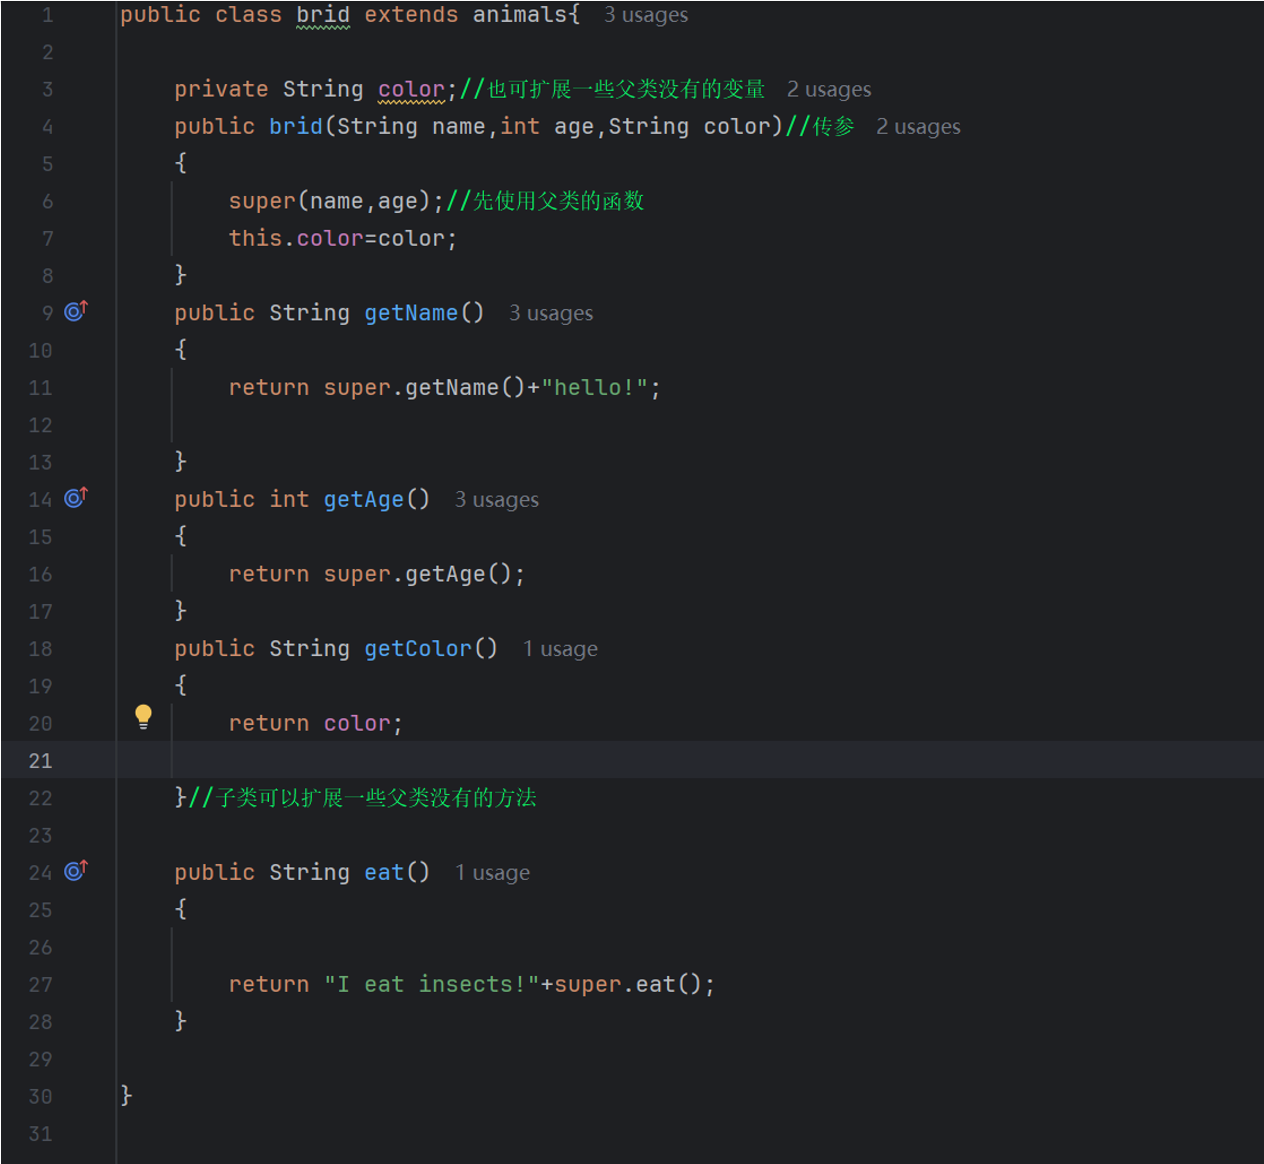 1 public class brid extends animals{ 3 usages
2
3 private String color;//也可扩展一些父类没有的变量 2 usages
4 public brid(String name,int age,String color)//传参 2 usages
5 {
6 super(name,age);//先使用父类的函数
7 this.color=color;
8 }
9 public String getName() 3 usages
10 {
11 return super.getName()+"hello!";
12
13 }
14 public int getAge() 3 usages
15 {
16 return super.getAge();
17 }
18 public String getColor() 1 usage
19 {
20 return color;
21
22 }//子类可以扩展一些父类没有的方法
23
24 public String eat() 1 usage
25 {
26
27 return "I eat insects!"+super.eat();
28 }
29
30 }
31